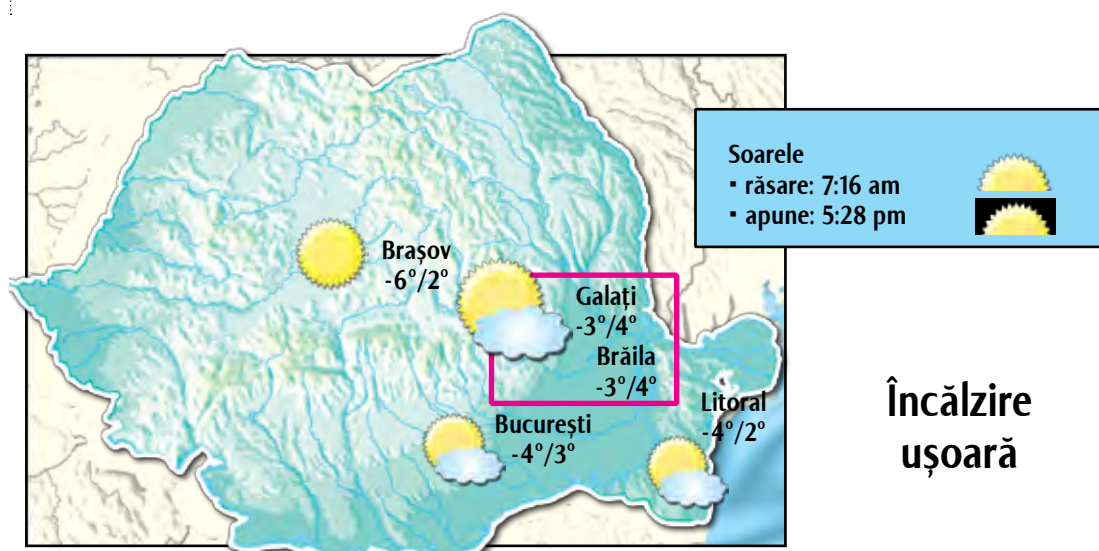 Soarele
▪ răsare: 7:16 am
▪ apune: 5:28 pm
Brașov
-6°/2°
Galați
-3°/4°
Brăila
-3°/4°
București
-4°/3°
Litoral
-4°/2°
Încălzire
ușoară